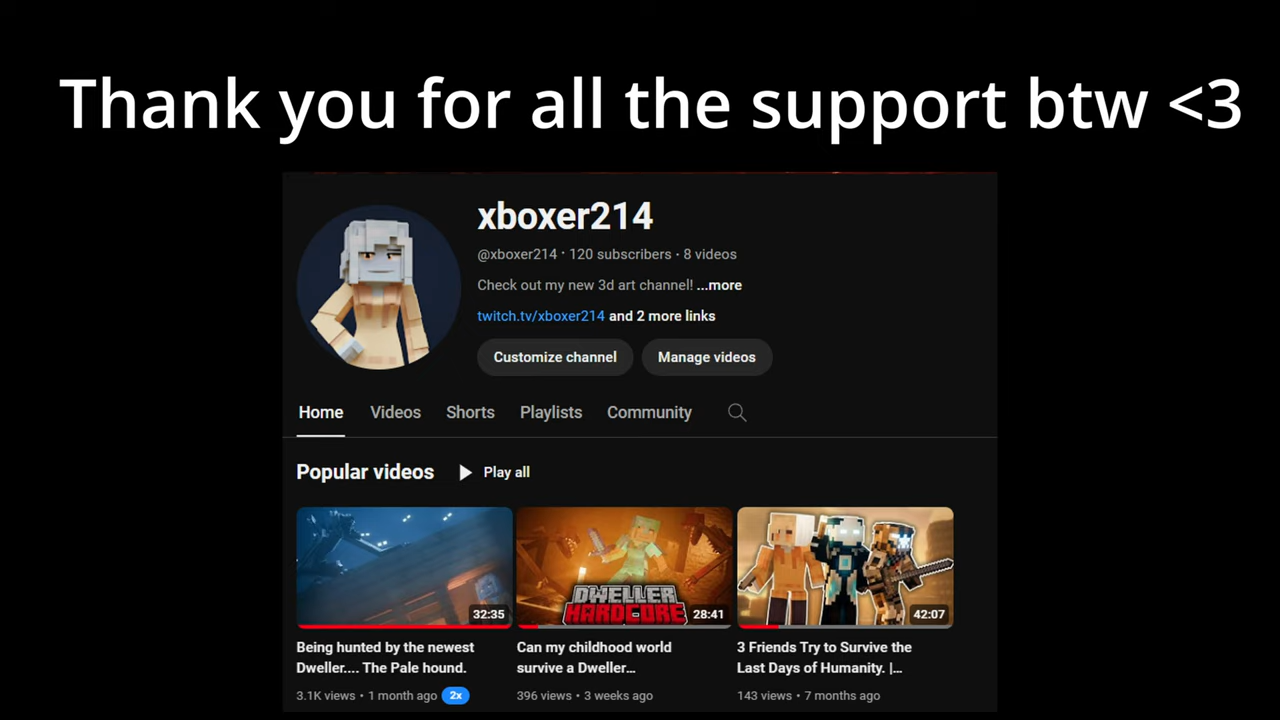 Thank you for all the support btw <3
xboxer214
@xboxer214 · 120 subscribers · 8 videos
Check out my new 3d art channel! ...more
twitch.tv/xboxer214 and 2 more links
Customize channel Manage videos
Home Videos Shorts Playlists Community
Popular videos Play all
32:35 DWELLER HARDCORE 28:41 42:07
Being hunted by the newest Dweller.... The Pale hound.
3.1K views • 1 month ago 2x
Can my childhood world survive a Dweller...
396 views • 3 weeks ago
3 Friends Try to Survive the Last Days of Humanity. |...
143 views • 7 months ago